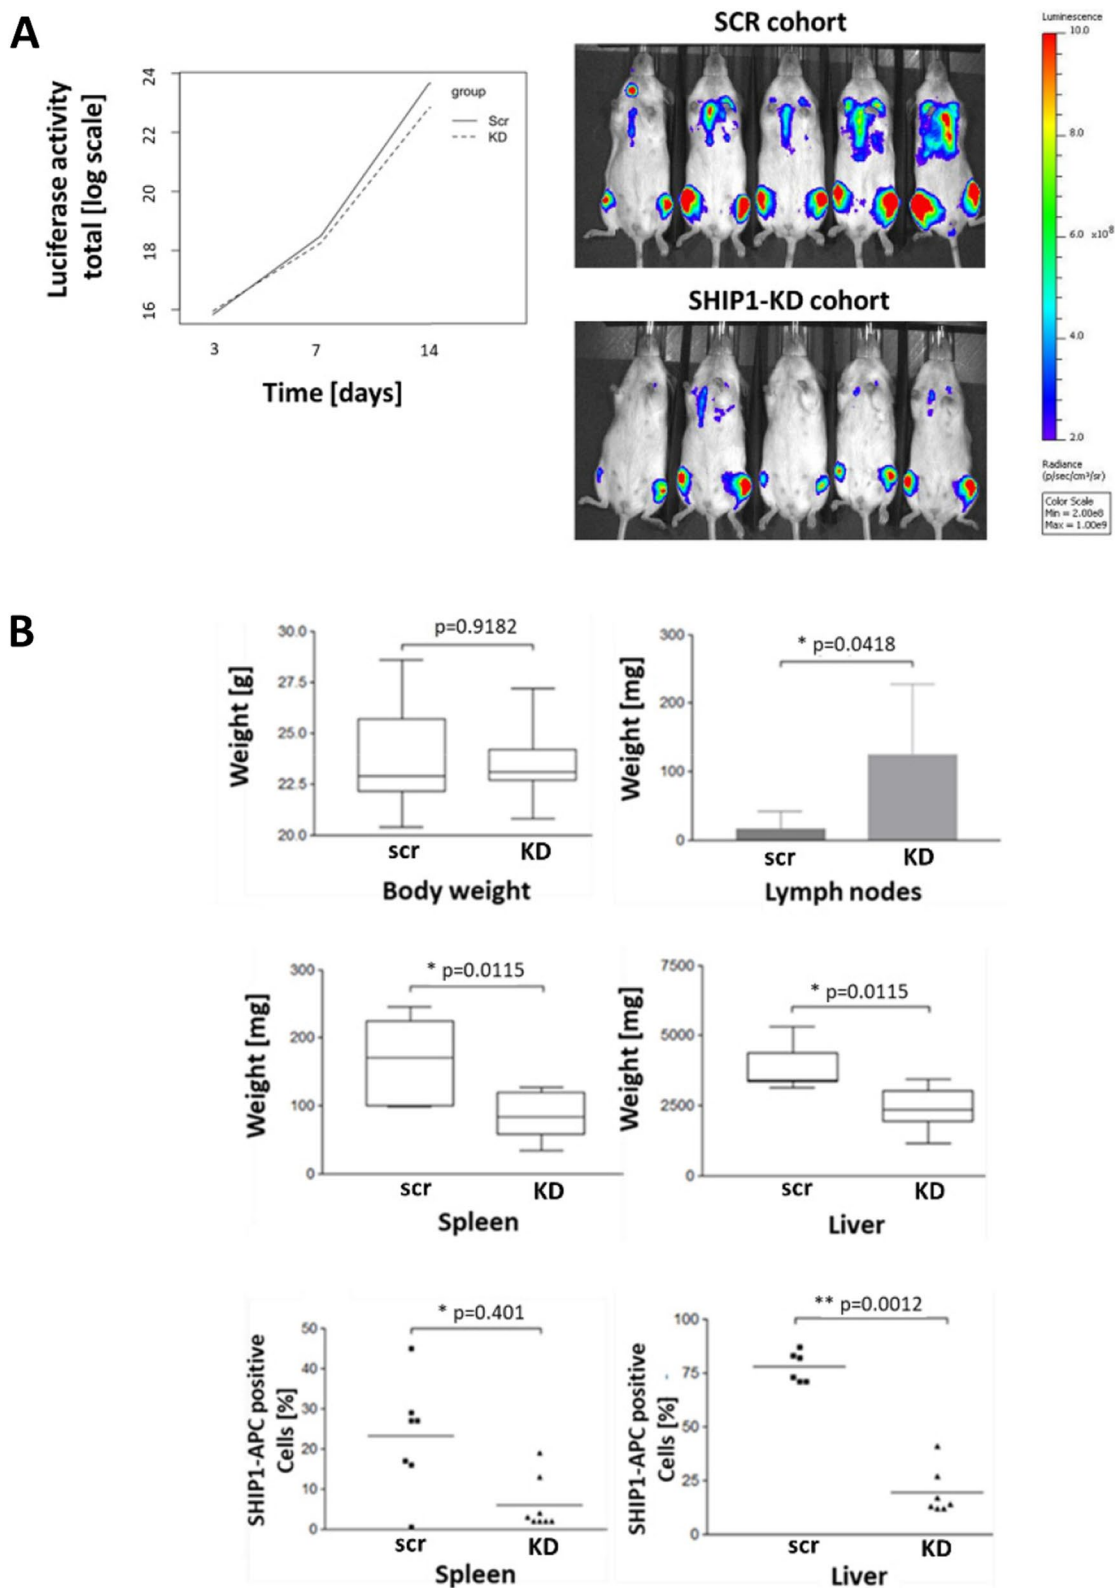 A
SCR cohort
Luminescence
10.0
8.0
6.0 x10⁸
4.0
2.0
Radiance
(p/sec/cm²/sr)
Color Scale
Min = 2.00e8
Max = 1.00e9
Luciferase activity
total [log scale]
24
22
20
18
16
group
Scr
KD
3 7 14
Time [days]
SHIP1-KD cohort
B
Weight [g]
30.0
27.5
25.0
22.5
20.0
p=0.9182
scr KD
Body weight
Weight [mg]
300
200
100
0
* p=0.0418
scr KD
Lymph nodes
Weight [mg]
300
200
100
0
* p=0.0115
scr KD
Spleen
Weight [mg]
7500
5000
2500
0
* p=0.0115
scr KD
Liver
SHIP1-APC positive
Cells [%]
50
40
30
20
10
0
* p=0.401
scr KD
Spleen
SHIP1-APC positive
Cells [%]
100
75
50
25
0
** p=0.0012
scr KD
Liver